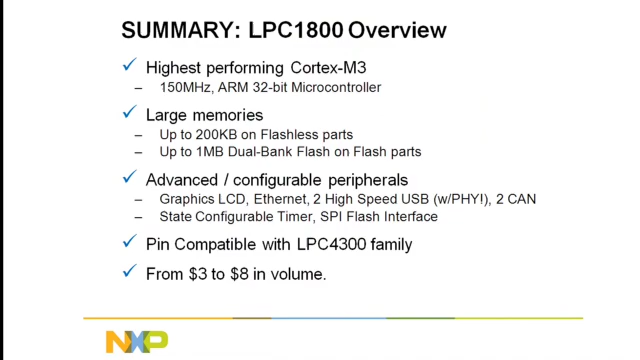 SUMMARY: LPC1800 Overview
✓ Highest performing Cortex-M3
– 150MHz, ARM 32-bit Microcontroller
✓ Large memories
– Up to 200KB on Flashless parts
– Up to 1MB Dual-Bank Flash on Flash parts
✓ Advanced / configurable peripherals
– Graphics LCD, Ethernet, 2 High Speed USB (w/PHY!), 2 CAN
– State Configurable Timer, SPI Flash Interface
✓ Pin Compatible with LPC4300 family
✓ From $3 to $8 in volume.
NXP